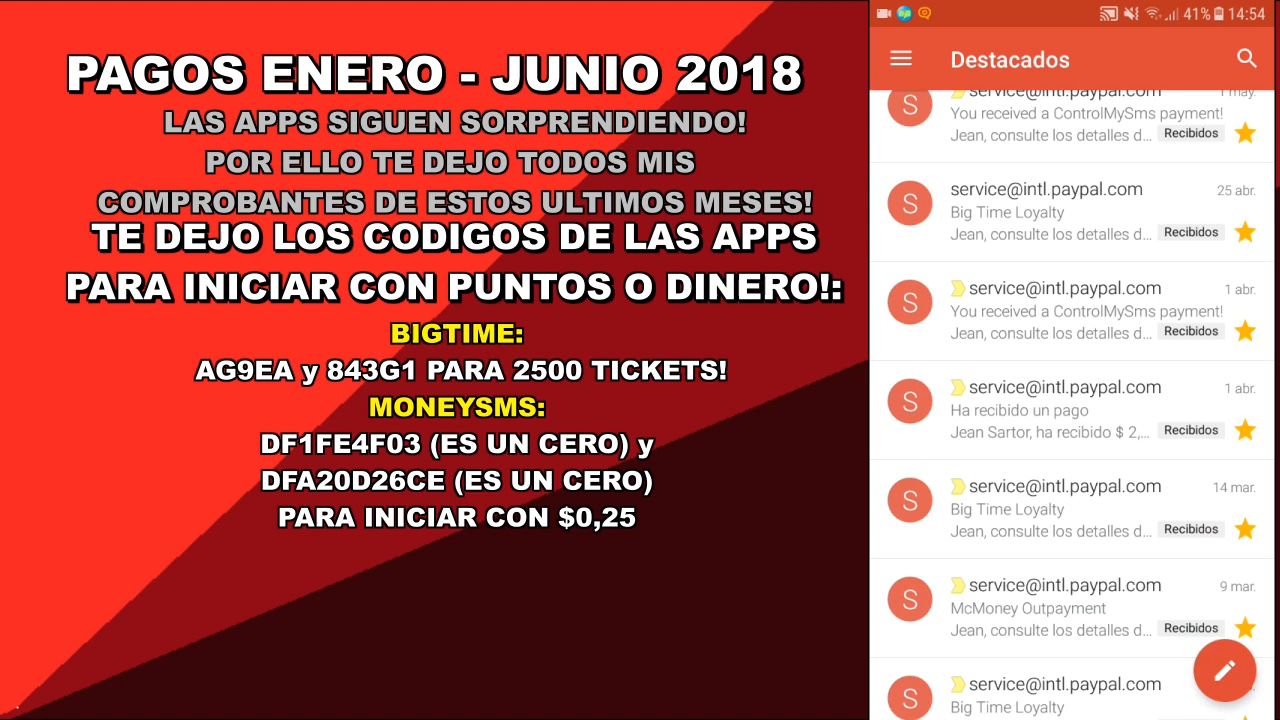 PAGOS ENERO - JUNIO 2018
LAS APPS SIGUEN SORPRENDIENDO!
POR ELLO TE DEJO TODOS MIS
COMPROBANTES DE ESTOS ULTIMOS MESES!
TE DEJO LOS CODIGOS DE LAS APPS
PARA INICIAR CON PUNTOS O DINERO!:
BIGTIME:
AG9EA y 843G1 PARA 2500 TICKETS!
MONEYSMS:
DF1FE4F03 (ES UN CERO) y
DFA20D26CE (ES UN CERO)
PARA INICIAR CON $0,25
41% 14:54
Destacados
S service@intl.paypal.com 1 may.
You received a ControlMySms payment!
Jean, consulte los detalles d... Recibidos
S service@intl.paypal.com 25 abr.
Big Time Loyalty
Jean, consulte los detalles d... Recibidos
S service@intl.paypal.com 1 abr.
You received a ControlMySms payment!
Jean, consulte los detalles d... Recibidos
S service@intl.paypal.com 1 abr.
Ha recibido un pago
Jean Sartor, ha recibido $ 2,... Recibidos
S service@intl.paypal.com 14 mar.
Big Time Loyalty
Jean, consulte los detalles d... Recibidos
S service@intl.paypal.com 9 mar.
McMoney Outpayment
Jean, consulte los detalles d... Recibidos
S service@intl.paypal.com
Big Time Loyalty